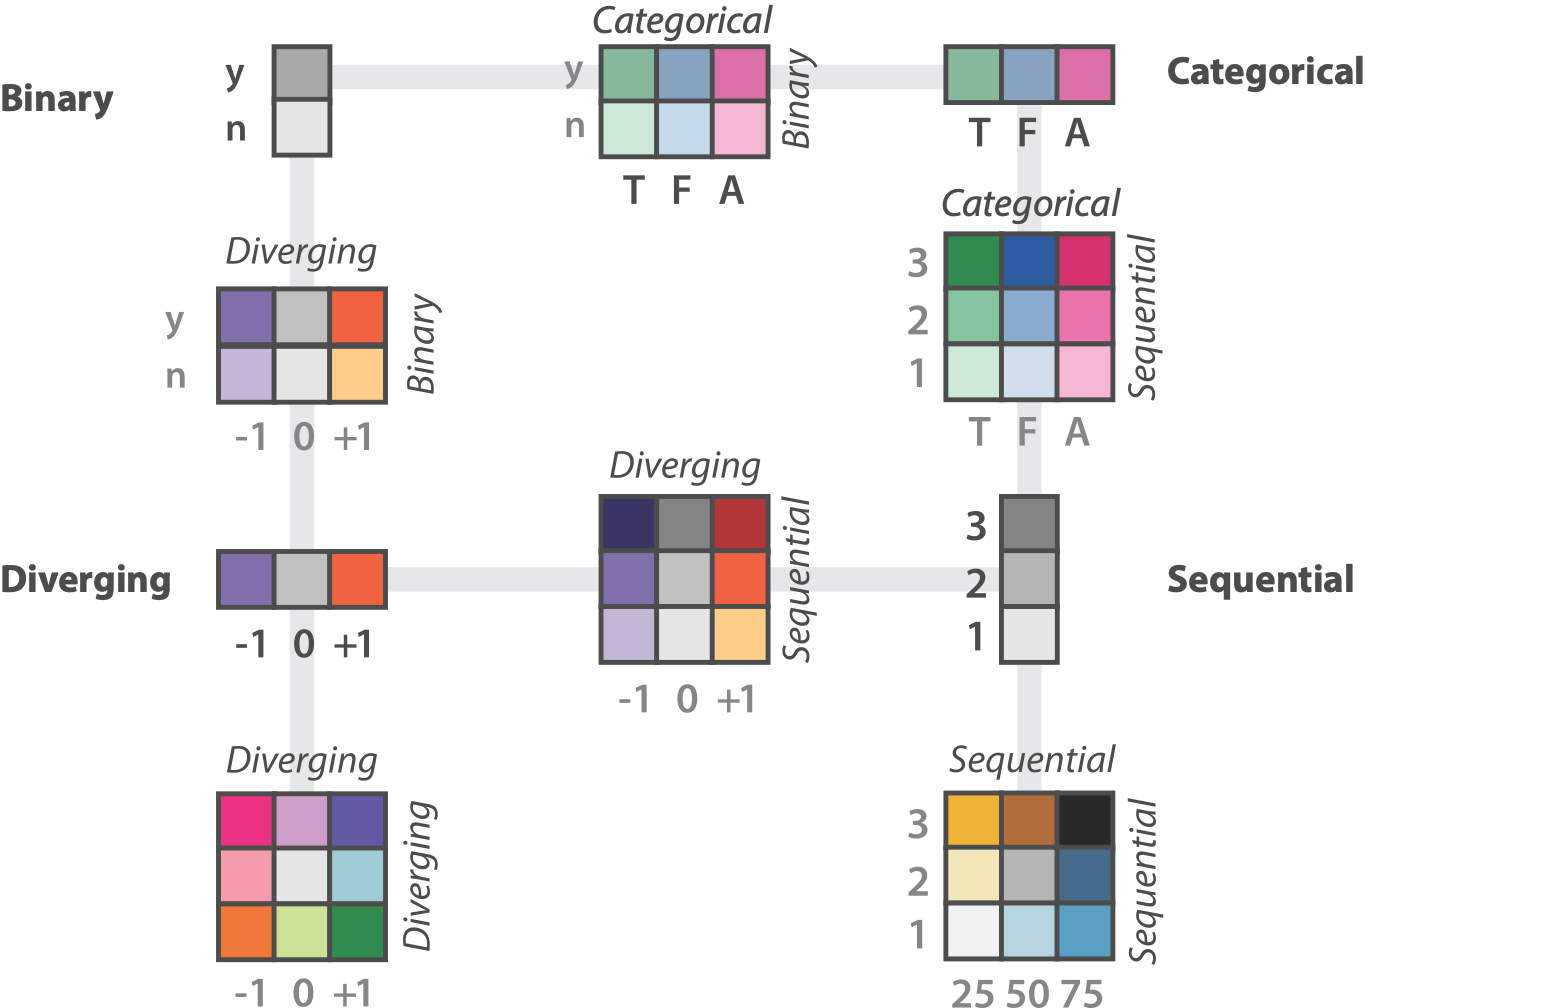 Categorical
Binary
y
n
y
n
Binary
T F A
Categorical
T F A
Diverging
y
n
Binary
-1 0 +1
Categorical
3
2
1
Sequential
T F A
Diverging
Sequential
-1 0 +1
Diverging
-1 0 +1
3
2
1
Sequential
Diverging
Diverging
-1 0 +1
Sequential
3
2
1
Sequential
25 50 75